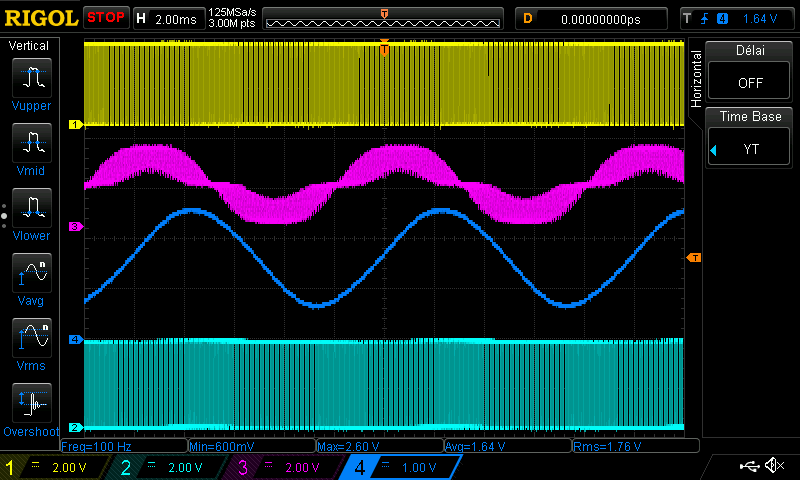 RIGOL STOP H 2.00ms 125MSa/s 3.00M pts T D 0.00000000ps T 4 1.64 V
Vertical
Vupper
Vmid
Vlower
Vavg
n
Vrms
n
Overshoot
T
1
3
4
2
T
Horizontal
Délai
OFF
Time Base
YT
Freq=100 Hz Min=600mV Max=2.60 V Avg=1.64 V Rms=1.76 V
1 2.00 V 2 2.00 V 3 2.00 V 4 1.00 V